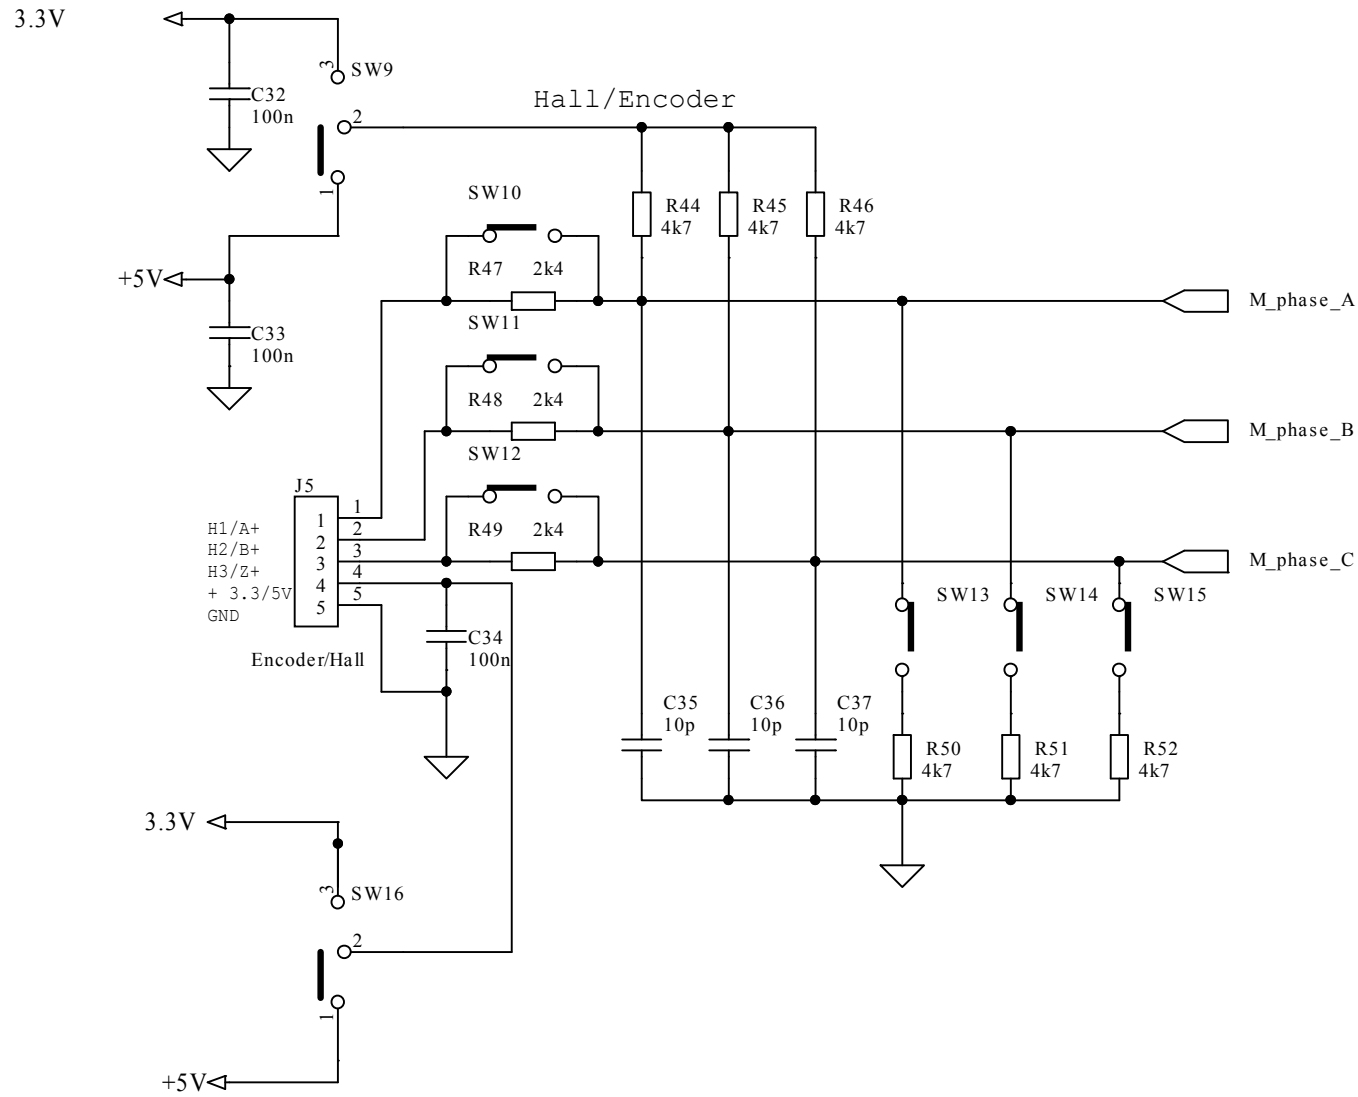 3.3V
3
SW9
C32
100n
Hall/Encoder
2
1
SW10
R44
4k7
R45
4k7
R46
4k7
R47 2k4
+5V
SW11
M_phase_A
C33
100n
R48 2k4
SW12
M_phase_B
J5
H1/A+
H2/B+
H3/Z+
+ 3.3/5V
GND
1
2
3
4
5
1
2
3
4
5
R49 2k4
M_phase_C
SW13
SW14
SW15
Encoder/Hall
C34
100n
C35
10p
C36
10p
C37
10p
R50
4k7
R51
4k7
R52
4k7
3.3V
3
SW16
2
1
+5V